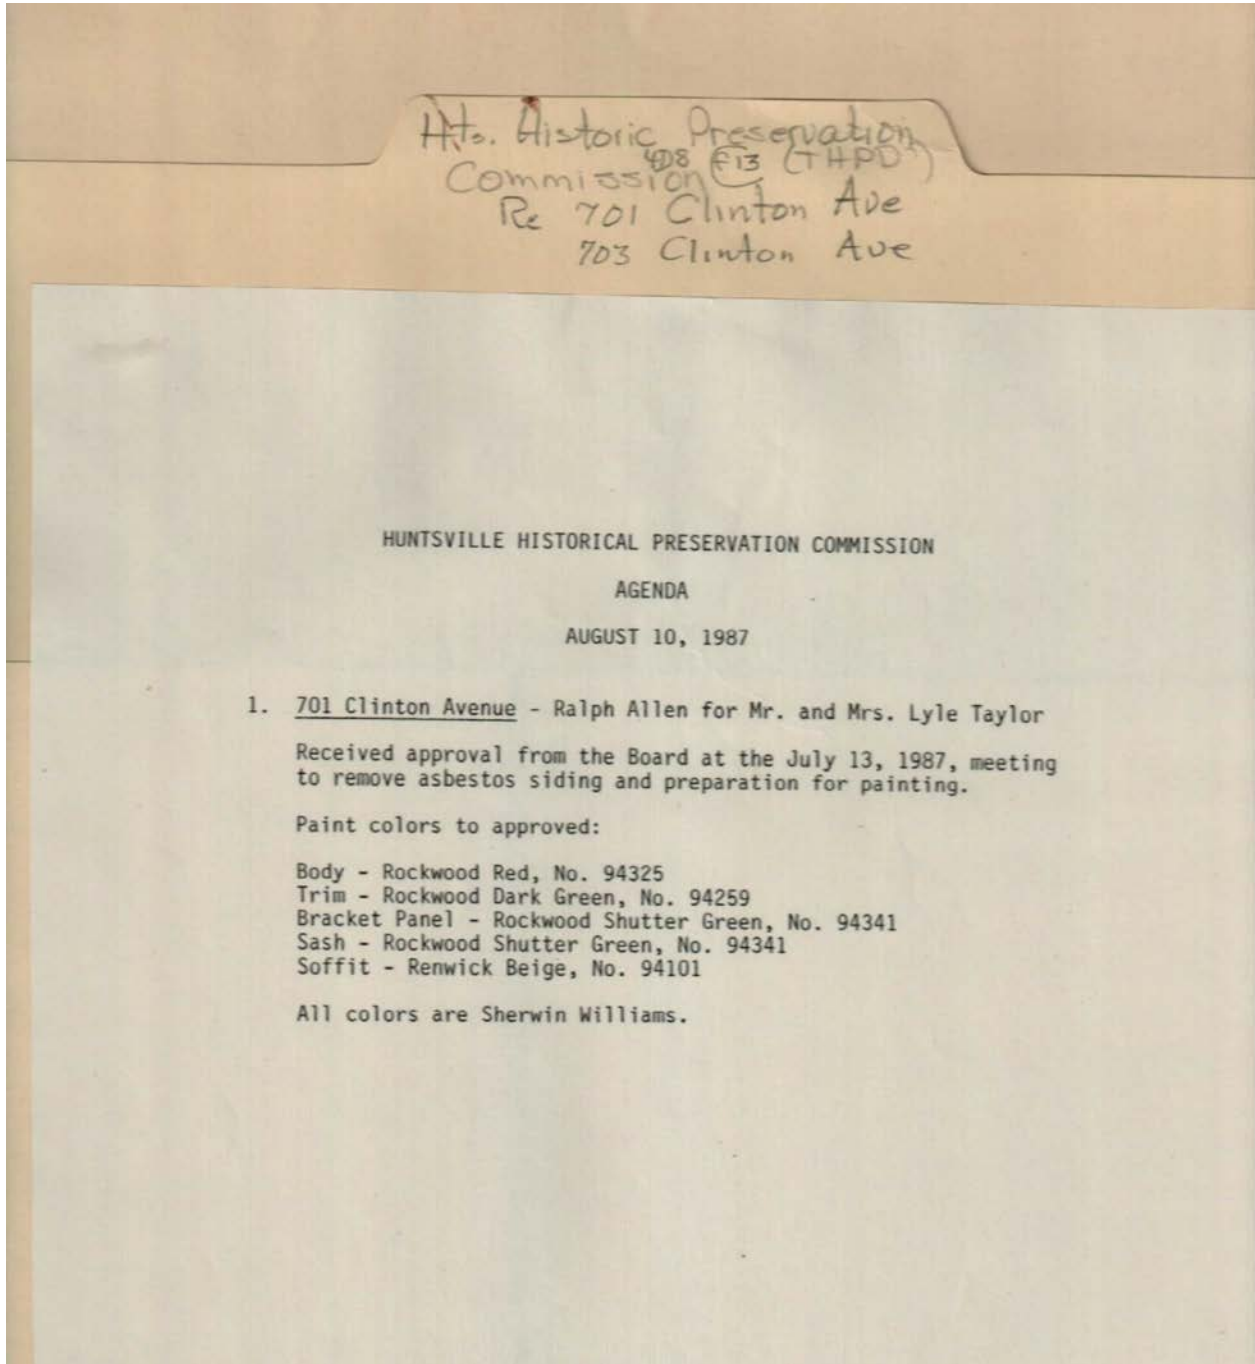 Hts. Historic Preservation
408 F13 (THPD)
Commission
Re 701 Clinton Ave
703 Clinton Ave
HUNTSVILLE HISTORICAL PRESERVATION COMMISSION
AGENDA
AUGUST 10, 1987
1. 701 Clinton Avenue - Ralph Allen for Mr. and Mrs. Lyle Taylor
Received approval from the Board at the July 13, 1987, meeting
to remove asbestos siding and preparation for painting.
Paint colors to approved:
Body - Rockwood Red, No. 94325
Trim - Rockwood Dark Green, No. 94259
Bracket Panel - Rockwood Shutter Green, No. 94341
Sash - Rockwood Shutter Green, No. 94341
Soffit - Renwick Beige, No. 94101
All colors are Sherwin Williams.